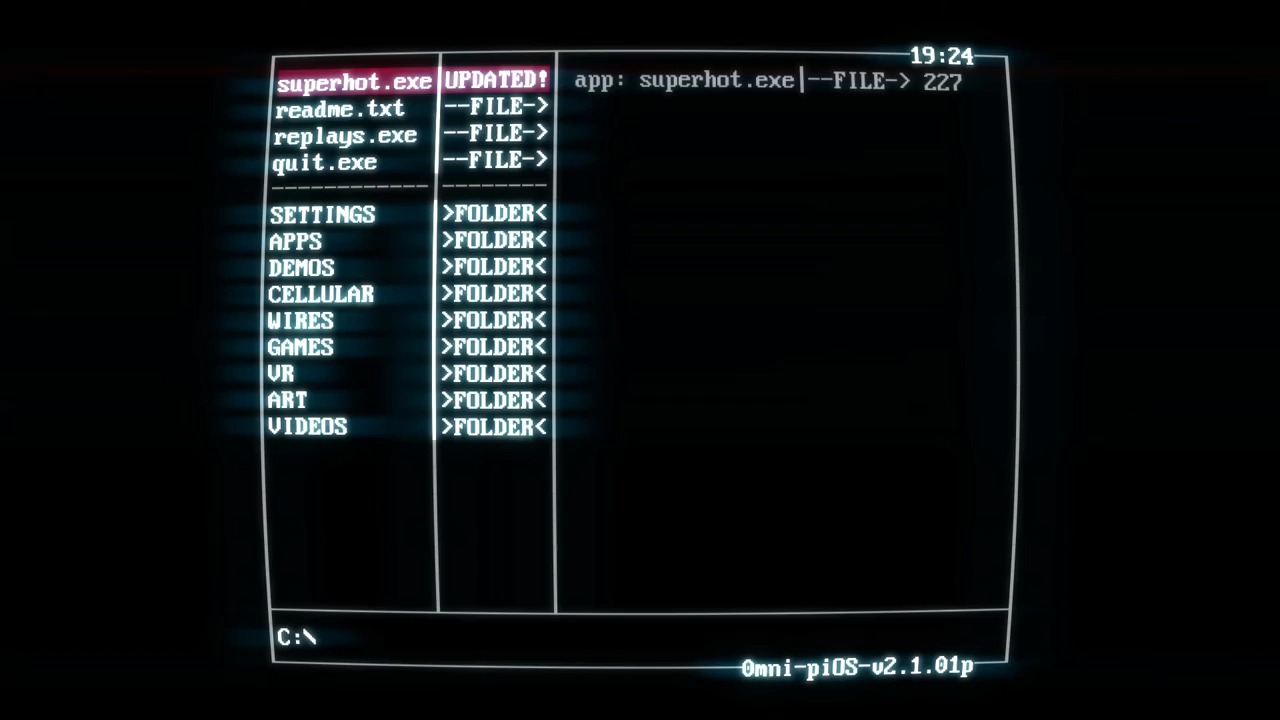 19:24
superhot.exe UPDATED! app: superhot.exe|--FILE-> 227
readme.txt --FILE->
replays.exe --FILE->
quit.exe --FILE->
------------ --------
SETTINGS >FOLDER<
APPS >FOLDER<
DEMOS >FOLDER<
CELLULAR >FOLDER<
WIRES >FOLDER<
GAMES >FOLDER<
VR >FOLDER<
ART >FOLDER<
VIDEOS >FOLDER<
C:\
0mni-piOS-v2.1.01p